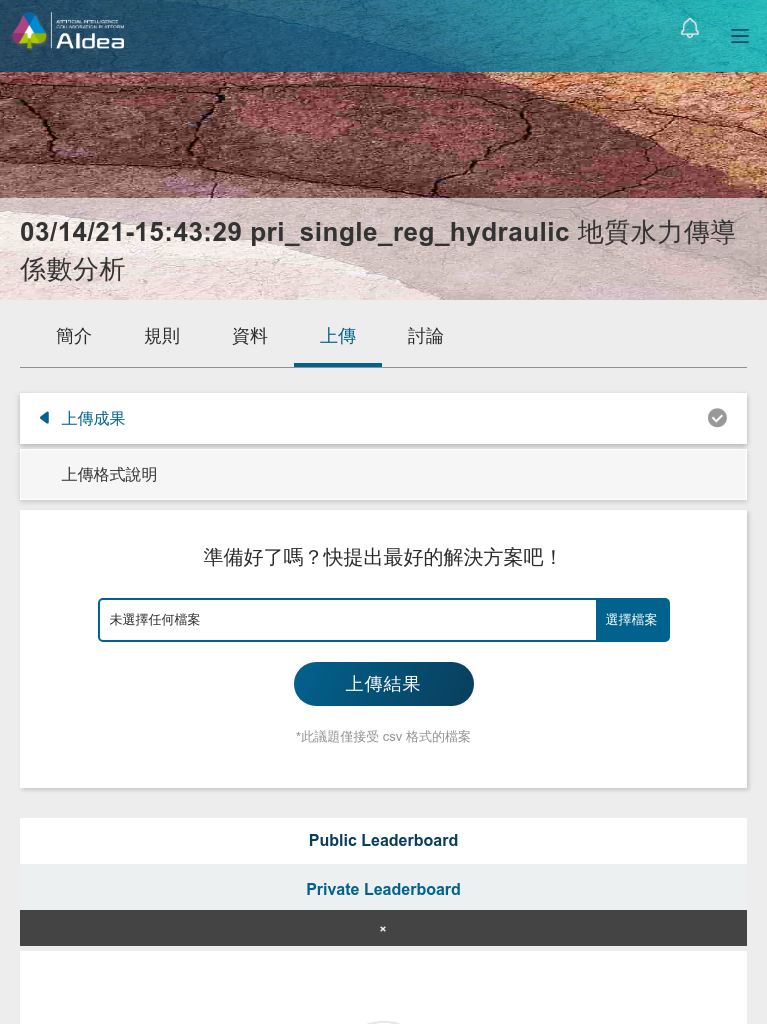 ARTIFICIAL INTELLIGENCE
COLLABORATION PLATFORM
AIdea
03/14/21-15:43:29 pri_single_reg_hydraulic 地質水力傳導
係數分析
簡介 規則 資料 上傳 討論
上傳成果
上傳格式說明
準備好了嗎？快提出最好的解決方案吧！
未選擇任何檔案 選擇檔案
上傳結果
*此議題僅接受 csv 格式的檔案
Public Leaderboard
Private Leaderboard
×